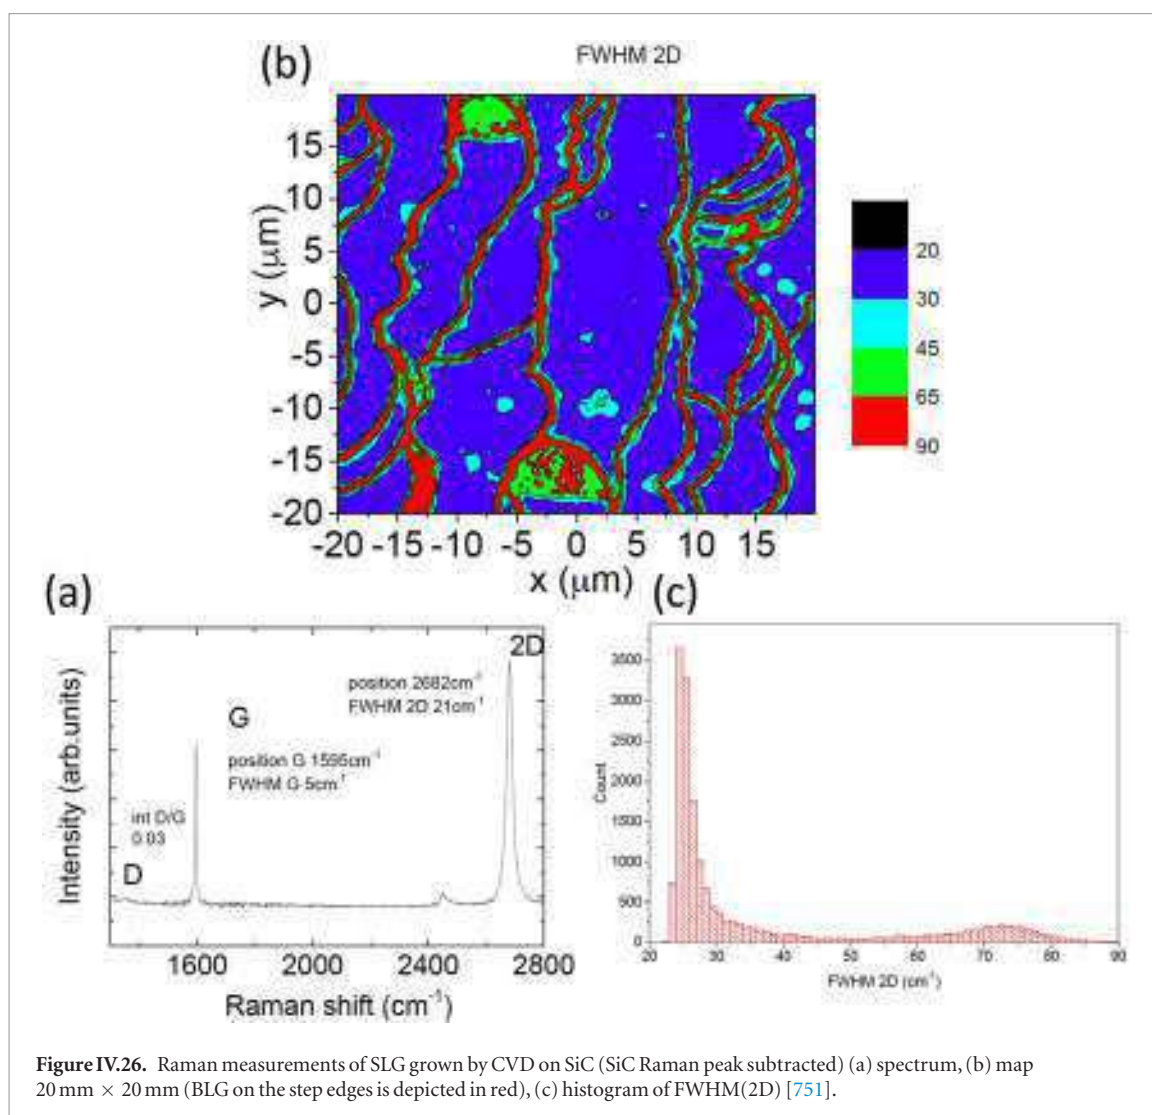 (b)
FWHM 2D
15
10
5
0
-5
-10
-15
-20
y (μm)
-20 -15 -10 -5 0 5 10 15
x (μm)
20
30
45
65
90
(a)
2D
position 2682cm⁻¹
FWHM 2D 21cm⁻¹
G
position G 1595cm⁻¹
FWHM G 5cm⁻¹
int D/G
0.03
D
Intensity (arb.units)
1600 2000 2400 2800
Raman shift (cm⁻¹)
(c)
3500
3000
2500
2000
1500
1000
500
0
Count
20 30 40 50 60 70 80 90
FWHM 2D (cm⁻¹)
Figure IV.26. Raman measurements of SLG grown by CVD on SiC (SiC Raman peak subtracted) (a) spectrum, (b) map
20 mm × 20 mm (BLG on the step edges is depicted in red), (c) histogram of FWHM(2D) [751].